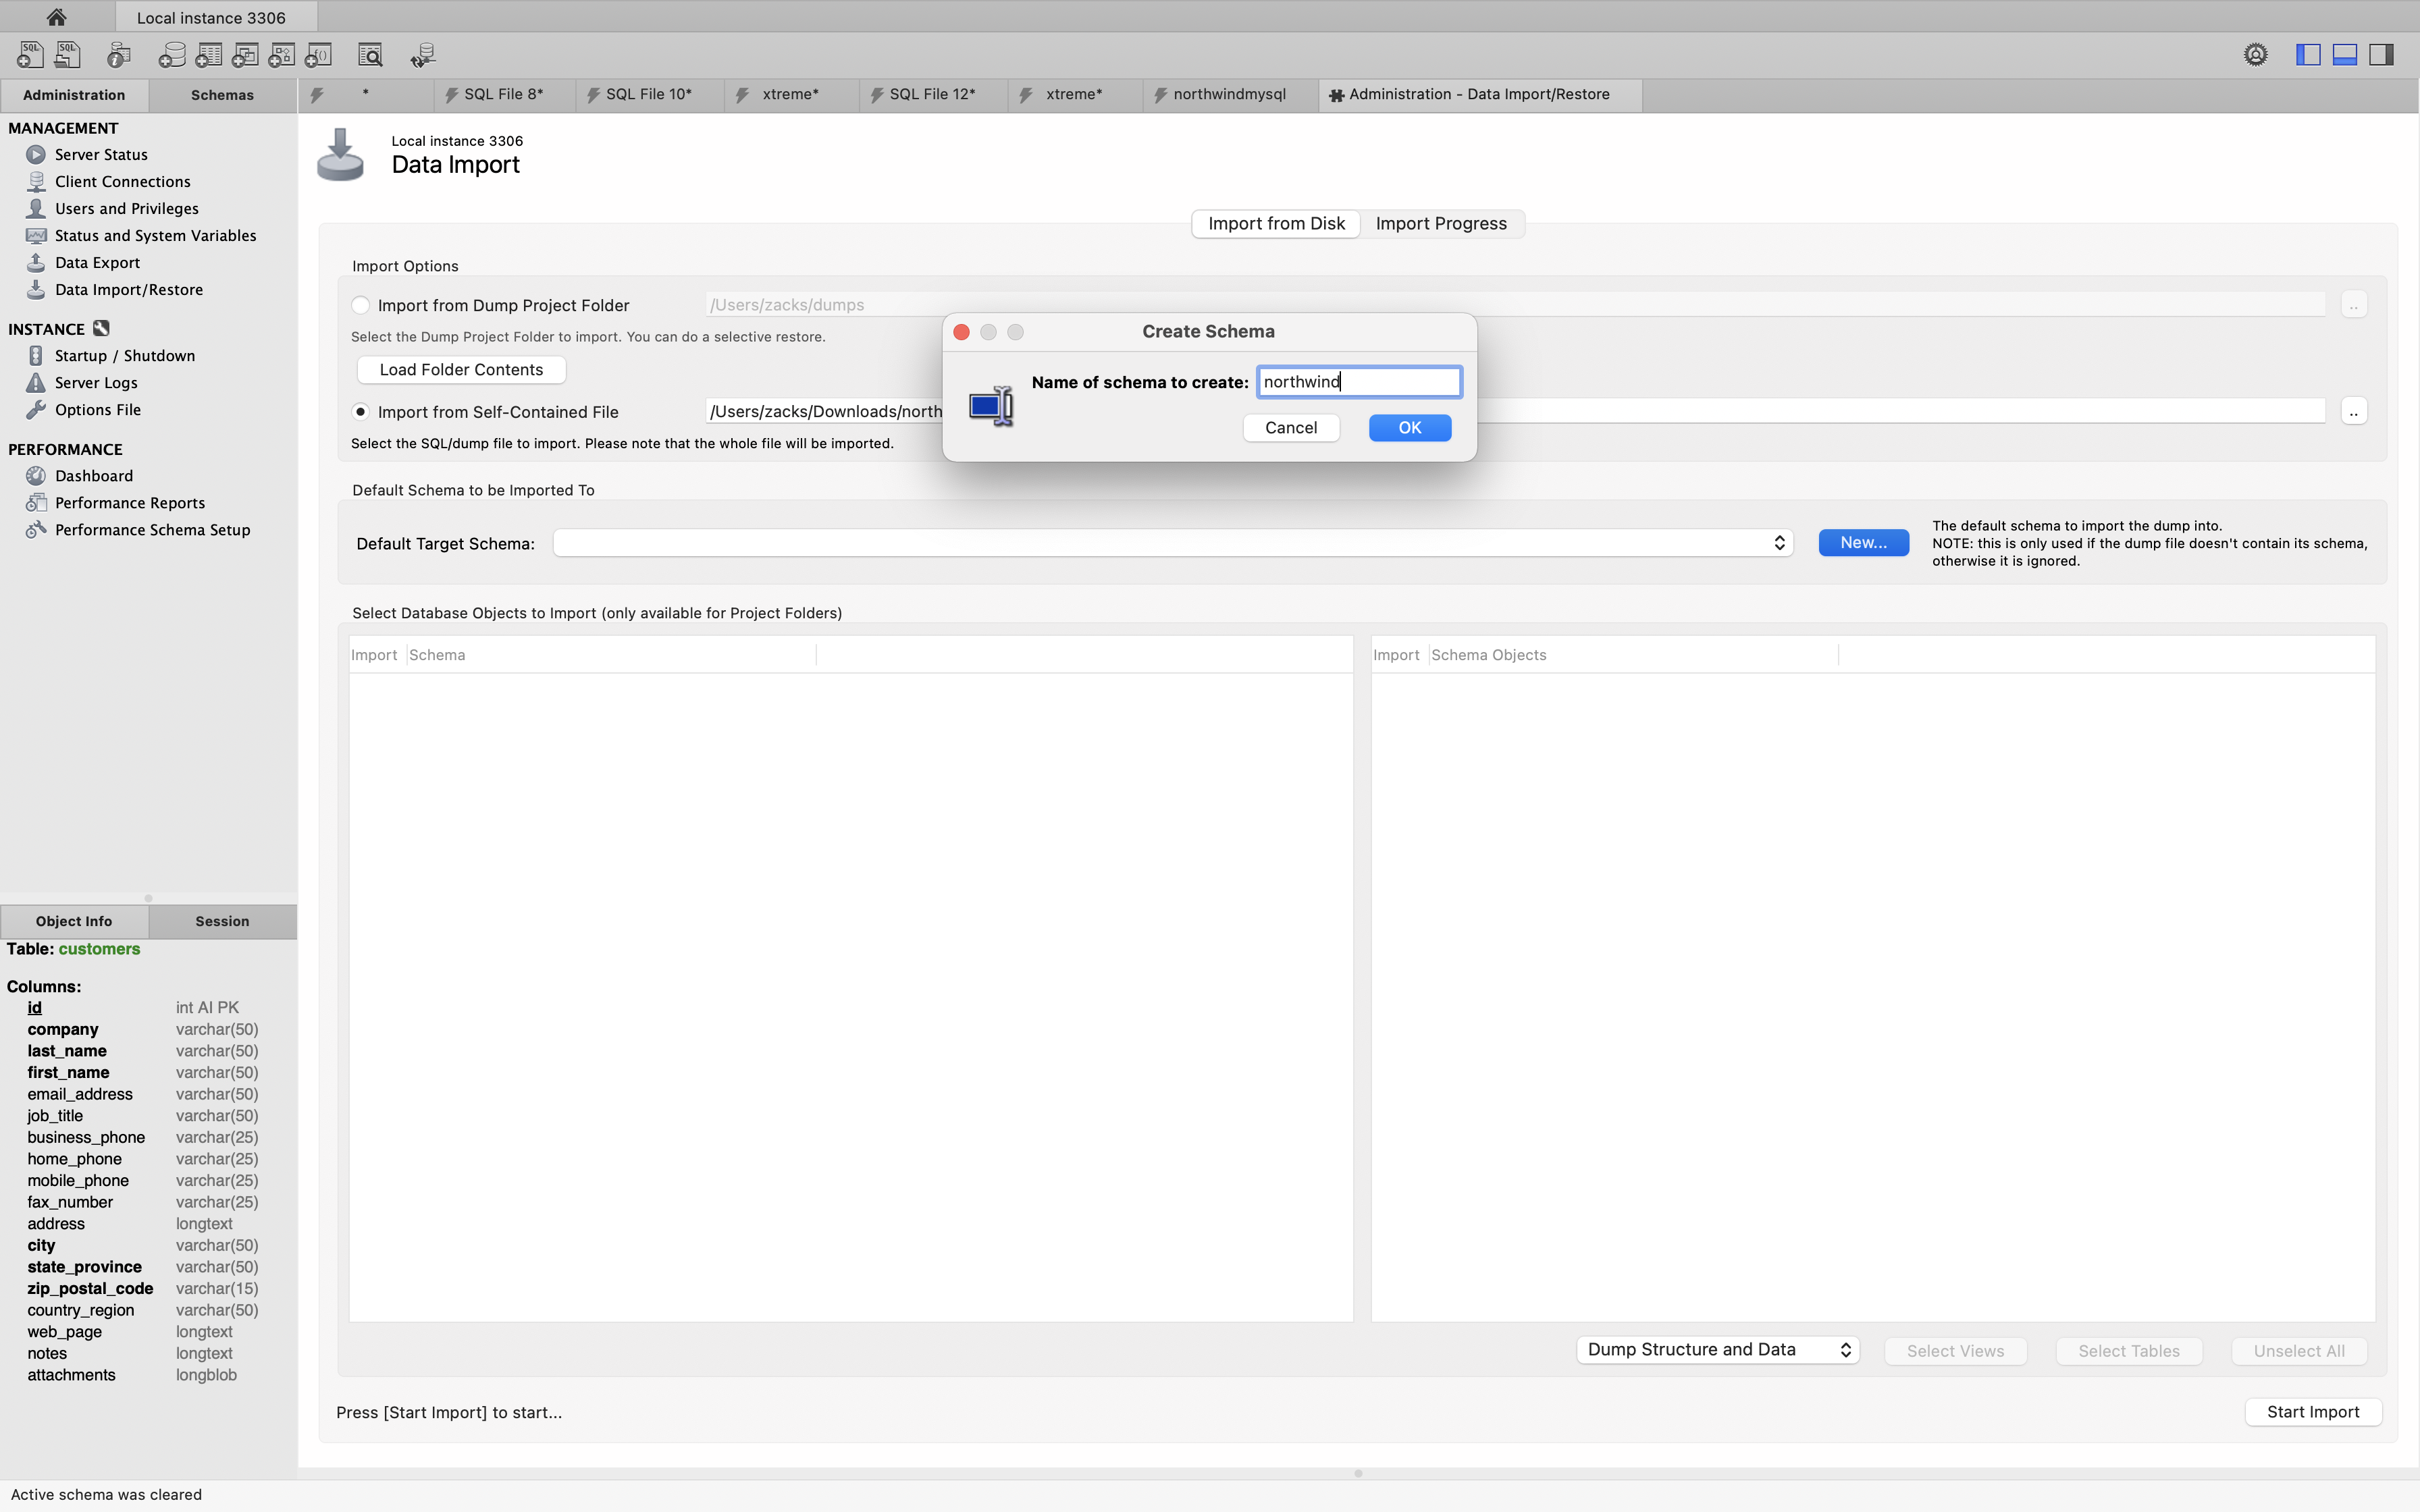 Local instance 3306
Administration
Schemas
*
SQL File 8*
SQL File 10*
xtreme*
SQL File 12*
xtreme*
northwindmysql
Administration - Data Import/Restore
MANAGEMENT
Server Status
Client Connections
Users and Privileges
Status and System Variables
Data Export
Data Import/Restore
INSTANCE
Startup / Shutdown
Server Logs
Options File
PERFORMANCE
Dashboard
Performance Reports
Performance Schema Setup
Local instance 3306
Data Import
Import from Disk
Import Progress
Import Options
Import from Dump Project Folder
/Users/zacks/dumps
..
Select the Dump Project Folder to import. You can do a selective restore.
Load Folder Contents
Import from Self-Contained File
/Users/zacks/Downloads/north
..
Select the SQL/dump file to import. Please note that the whole file will be imported.
Create Schema
Name of schema to create:
northwind
Cancel
OK
Default Schema to be Imported To
Default Target Schema:
New...
The default schema to import the dump into.
NOTE: this is only used if the dump file doesn't contain its schema,
otherwise it is ignored.
Select Database Objects to Import (only available for Project Folders)
Import Schema
Import Schema Objects
Dump Structure and Data
Select Views
Select Tables
Unselect All
Press [Start Import] to start...
Start Import
Object Info
Session
Table: customers
Columns:
id int AI PK
company varchar(50)
last_name varchar(50)
first_name varchar(50)
email_address varchar(50)
job_title varchar(50)
business_phone varchar(25)
home_phone varchar(25)
mobile_phone varchar(25)
fax_number varchar(25)
address longtext
city varchar(50)
state_province varchar(50)
zip_postal_code varchar(15)
country_region varchar(50)
web_page longtext
notes longtext
attachments longblob
Active schema was cleared